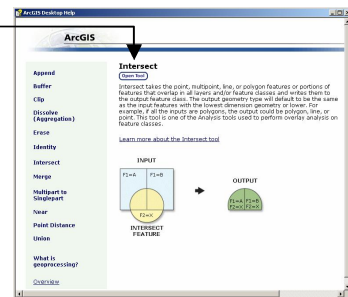 ArcGIS Desktop Help
ArcGIS
Append
Buffer
Clip
Dissolve
(Aggregation)
Erase
Identity
Intersect
Merge
Multipart to
Singlepart
Near
Point Distance
Union
What is
geoprocessing?
Overview
Intersect
Open Tool
Intersect takes the point, multipoint, line, or polygon features or portions of
features that overlap in all layers and/or feature classes and writes them to
the output feature class. The output geometry type will default to be the same
as the input features with the lowest dimension geometry or lower. For
example, if all the inputs are polygons, the output could be polygon, line, or
point. This tool is one of the Analysis tools used to perform overlay analysis on
feature classes.
Learn more about the Intersect tool
INPUT
F1=A F1=B
F2=X
INTERSECT
FEATURE
OUTPUT
F1=A F1=B
F2=X F2=X